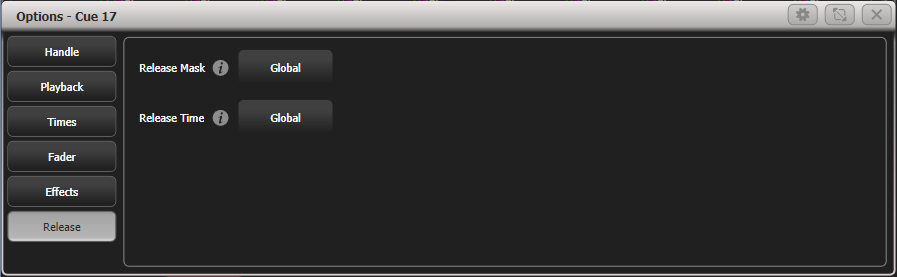 Options - Cue 17
Handle
Playback
Times
Fader
Effects
Release
Release Mask i Global
Release Time i Global